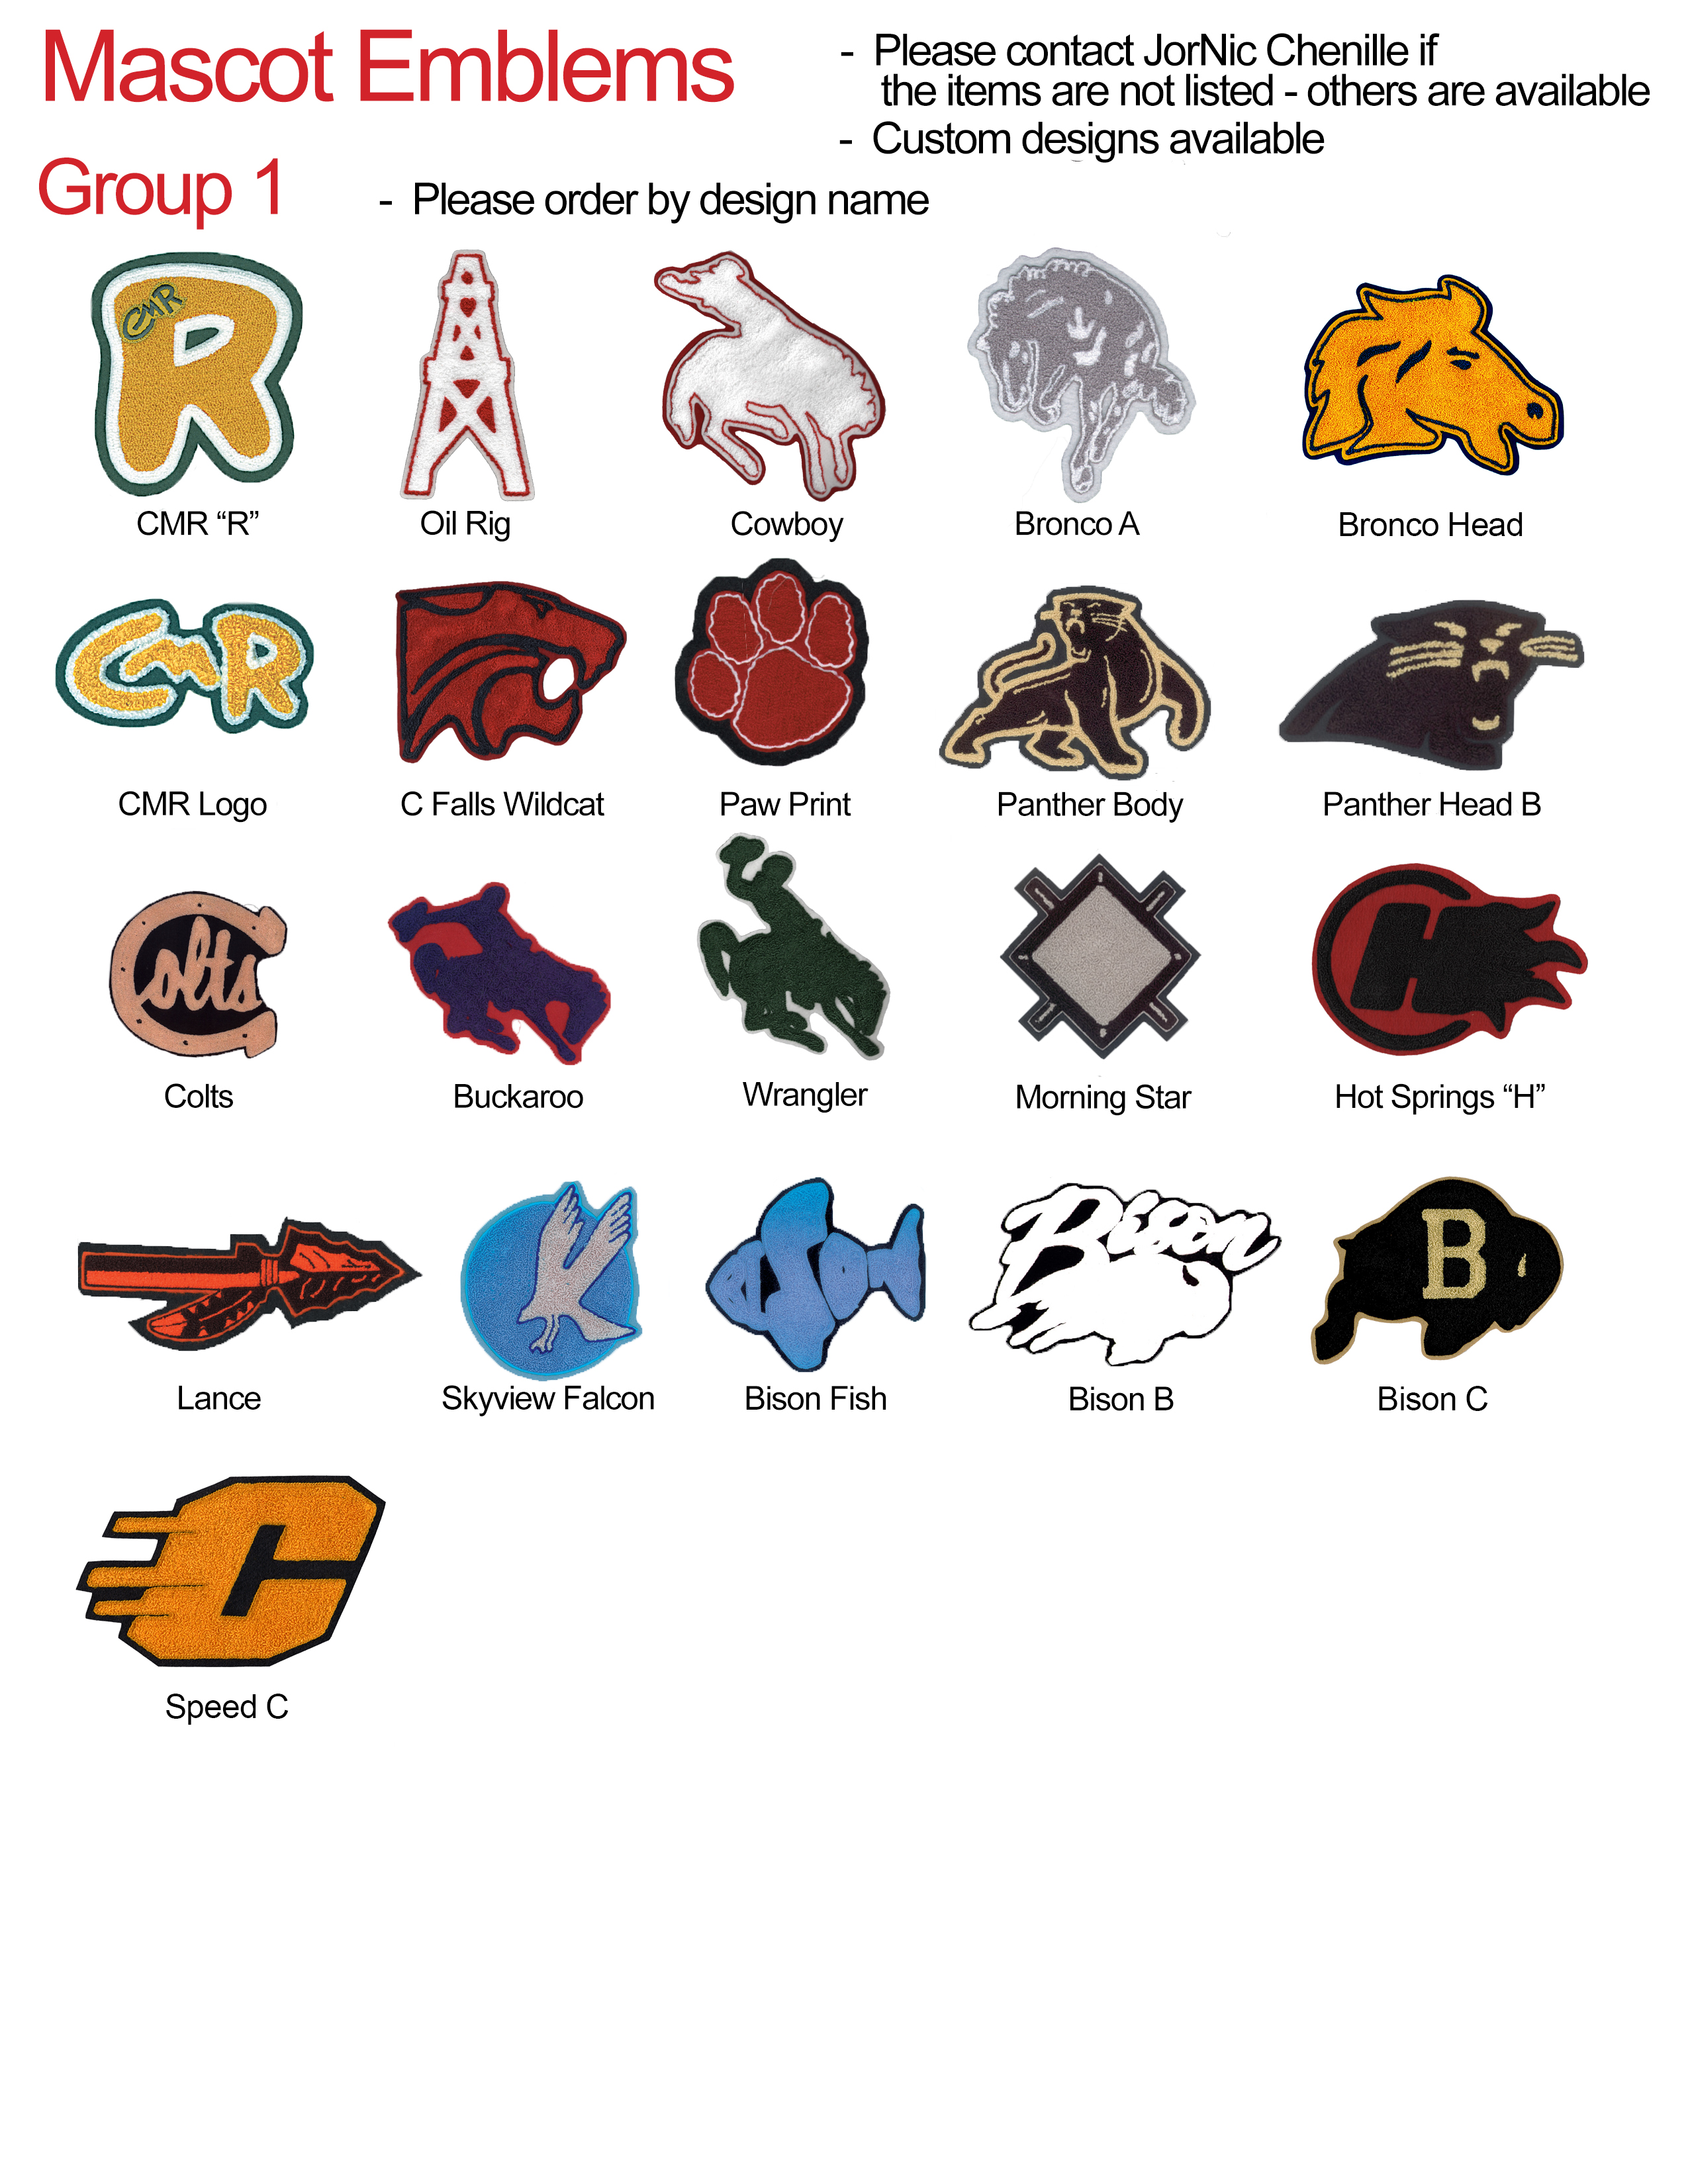 Mascot Emblems
- Please contact JorNic Chenille if
the items are not listed - others are available
- Custom designs available
Group 1
- Please order by design name
CMR
R
CMR “R”
Oil Rig
Cowboy
Bronco A
Bronco Head
CMR
CMR Logo
C Falls Wildcat
Paw Print
Panther Body
Panther Head B
Colts
H
Colts
Buckaroo
Wrangler
Morning Star
Hot Springs “H”
BISON
Bison
B
Lance
Skyview Falcon
Bison Fish
Bison B
Bison C
C
Speed C